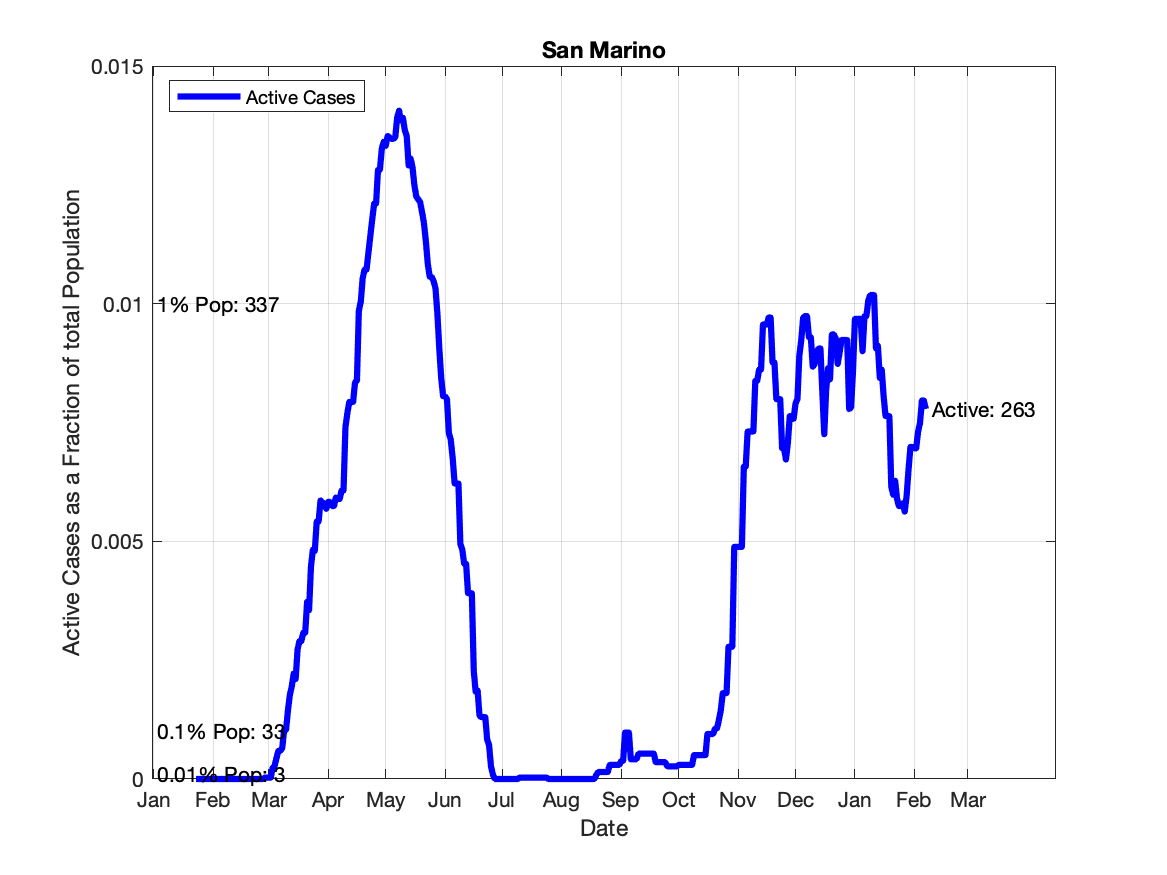 San Marino
Active Cases
Active Cases as a Fraction of total Population
0.015
0.01
0.005
0
1% Pop: 337
0.1% Pop: 33
0.01% Pop: 3
Active: 263
Jan Feb Mar Apr May Jun Jul Aug Sep Oct Nov Dec Jan Feb Mar
Date